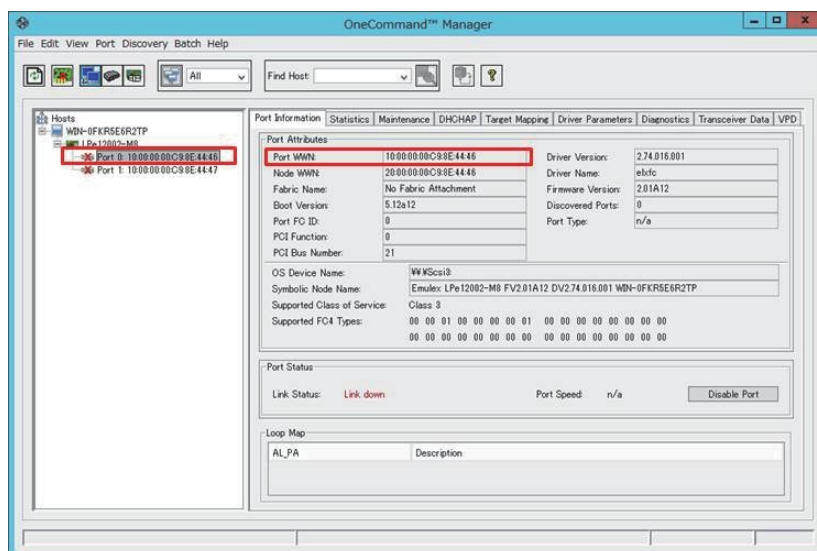 OneCommand™ Manager
File Edit View Port Discovery Batch Help
All
Find Host:
Hosts
WIN-0FKR5E6R2TP
LPe12002-M8
Port 0: 10:00:00:00:C9:8E:44:46
Port 1: 10:00:00:00:C9:8E:44:47
Port Information Statistics Maintenance DHCHAP Target Mapping Driver Parameters Diagnostics Transceiver Data VPD
Port Attributes
Port WWN: 10:00:00:00:C9:8E:44:46 Driver Version: 2.74.016.001
Node WWN: 20:00:00:00:C9:8E:44:46 Driver Name: elxfc
Fabric Name: No Fabric Attachment Firmware Version: 2.01A12
Boot Version: 5.12a12 Discovered Ports: 0
Port FC ID: 0 Port Type: n/a
PCI Function: 0
PCI Bus Number: 21
OS Device Name: ¥¥.¥Scsi3:
Symbolic Node Name: Emulex LPe12002-M8 FV2.01A12 DV2.74.016.001 WIN-0FKR5E6R2TP
Supported Class of Service: Class 3
Supported FC4 Types: 00 00 01 00 00 00 00 01 00 00 00 00 00 00 00 00
00 00 00 00 00 00 00 00 00 00 00 00 00 00 00 00
Port Status
Link Status: Link down Port Speed: n/a Disable Port
Loop Map
AL_PA Description